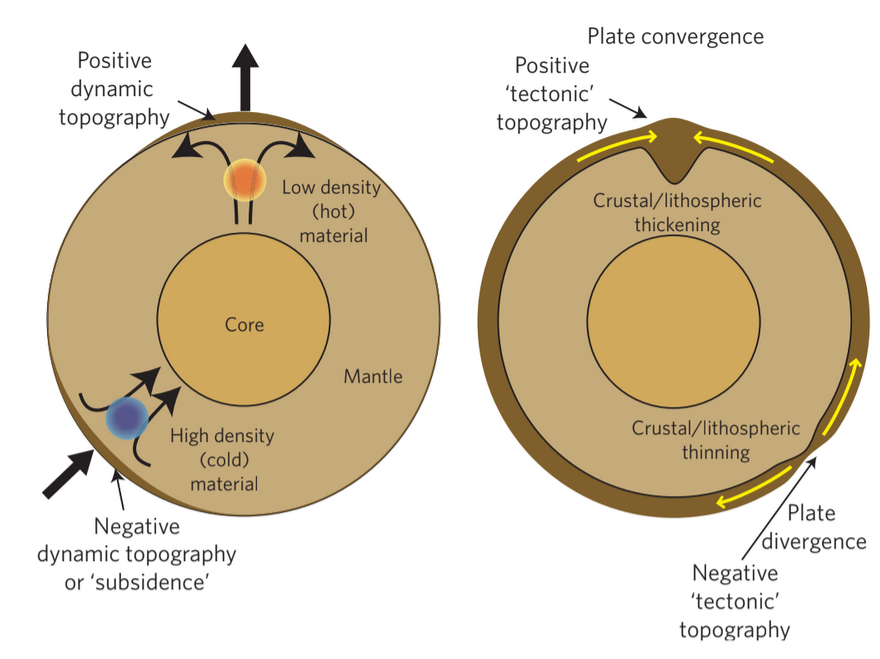 Positive
dynamic
topography
Low density
(hot)
material
Core
Mantle
High density
(cold)
material
Negative
dynamic topography
or ‘subsidence’
Plate convergence
Positive
‘tectonic’
topography
Crustal/lithospheric
thickening
Crustal/lithospheric
thinning
Plate
divergence
Negative
‘tectonic’
topography